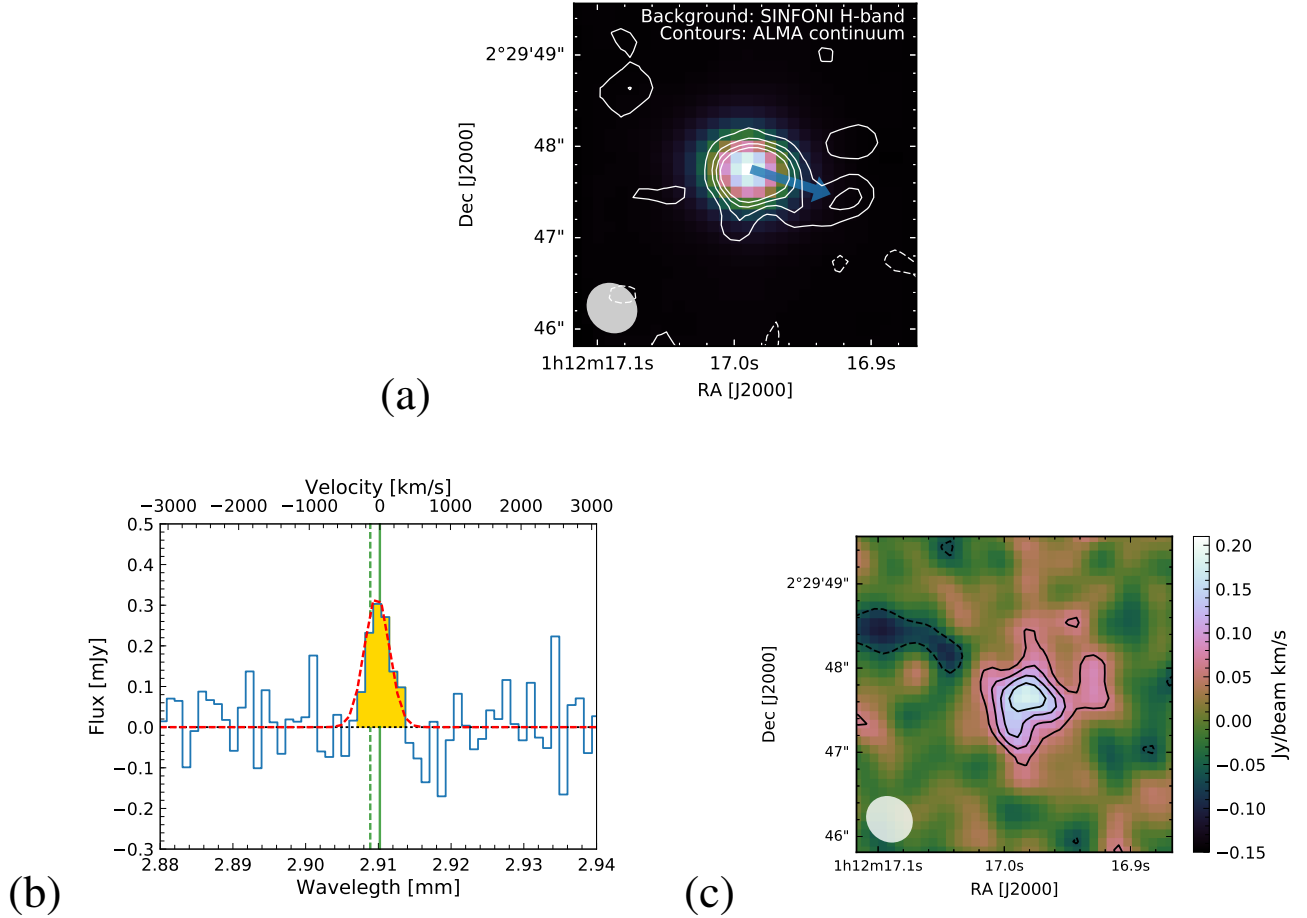 Background: SINFONI H-band
Contours: ALMA continuum
2°29'49"
48"
47"
46"
Dec [J2000]
1h12m17.1s 17.0s 16.9s
RA [J2000]
(a)
Velocity [km/s]
−3000 −2000 −1000 0 1000 2000 3000
0.5
0.4
0.3
0.2
0.1
0.0
−0.1
−0.2
−0.3
Flux [mJy]
2.88 2.89 2.90 2.91 2.92 2.93 2.94
Wavelegth [mm]
(b)
2°29'49"
48"
47"
46"
Dec [J2000]
1h12m17.1s 17.0s 16.9s
RA [J2000]
0.20
0.15
0.10
0.05
0.00
−0.05
−0.10
−0.15
Jy/beam km/s
(c)